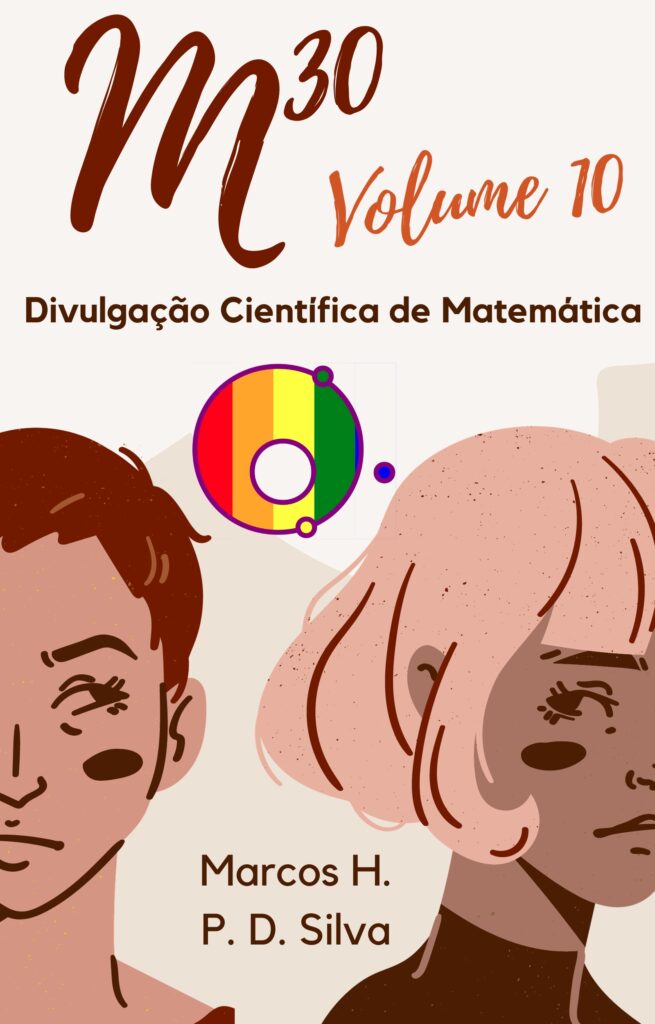 M³⁰
Volume 10
Divulgação Científica de Matemática
Marcos H.
P. D. Silva